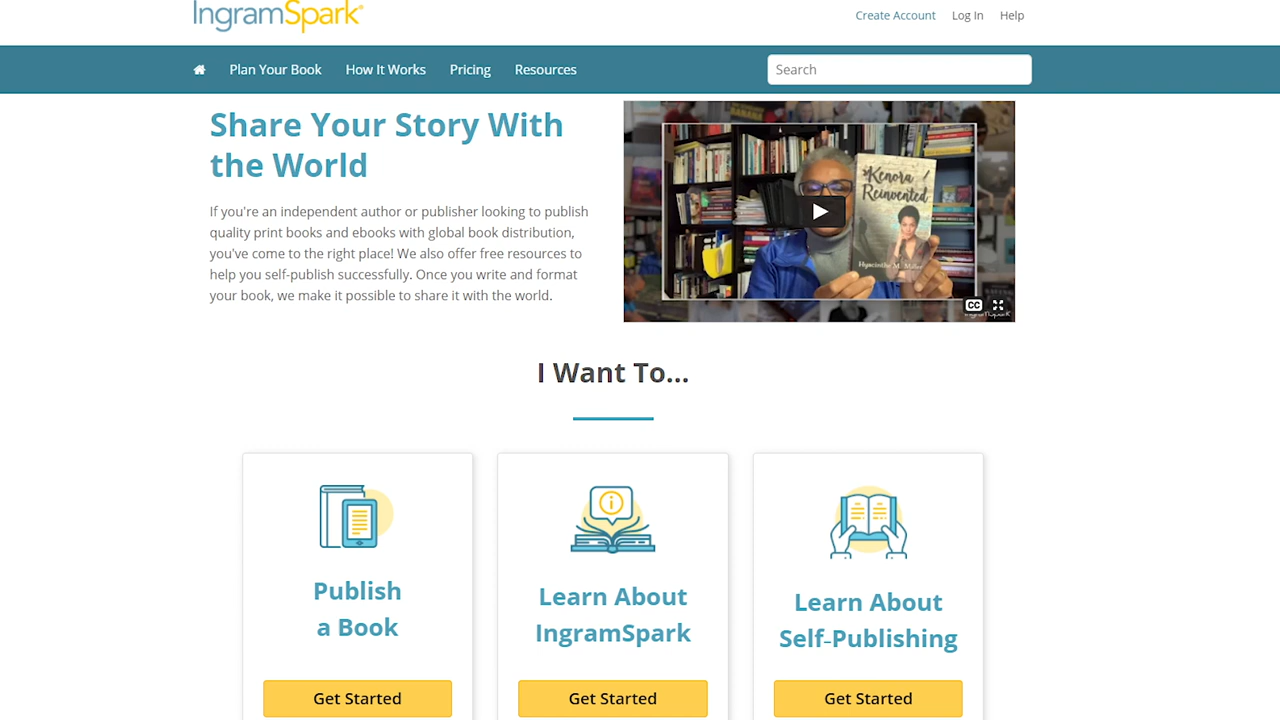 IngramSpark®
Create Account Log In Help
Plan Your Book How It Works Pricing Resources
Search
Share Your Story With
the World
If you're an independent author or publisher looking to publish
quality print books and ebooks with global book distribution,
you've come to the right place! We also offer free resources to
help you self-publish successfully. Once you write and format
your book, we make it possible to share it with the world.
Kenora
Reinvented
Hyacinthe M. Miller
CC
IngramSpark
I Want To...
Publish
a Book
Learn About
IngramSpark
Learn About
Self-Publishing
Get Started Get Started Get Started